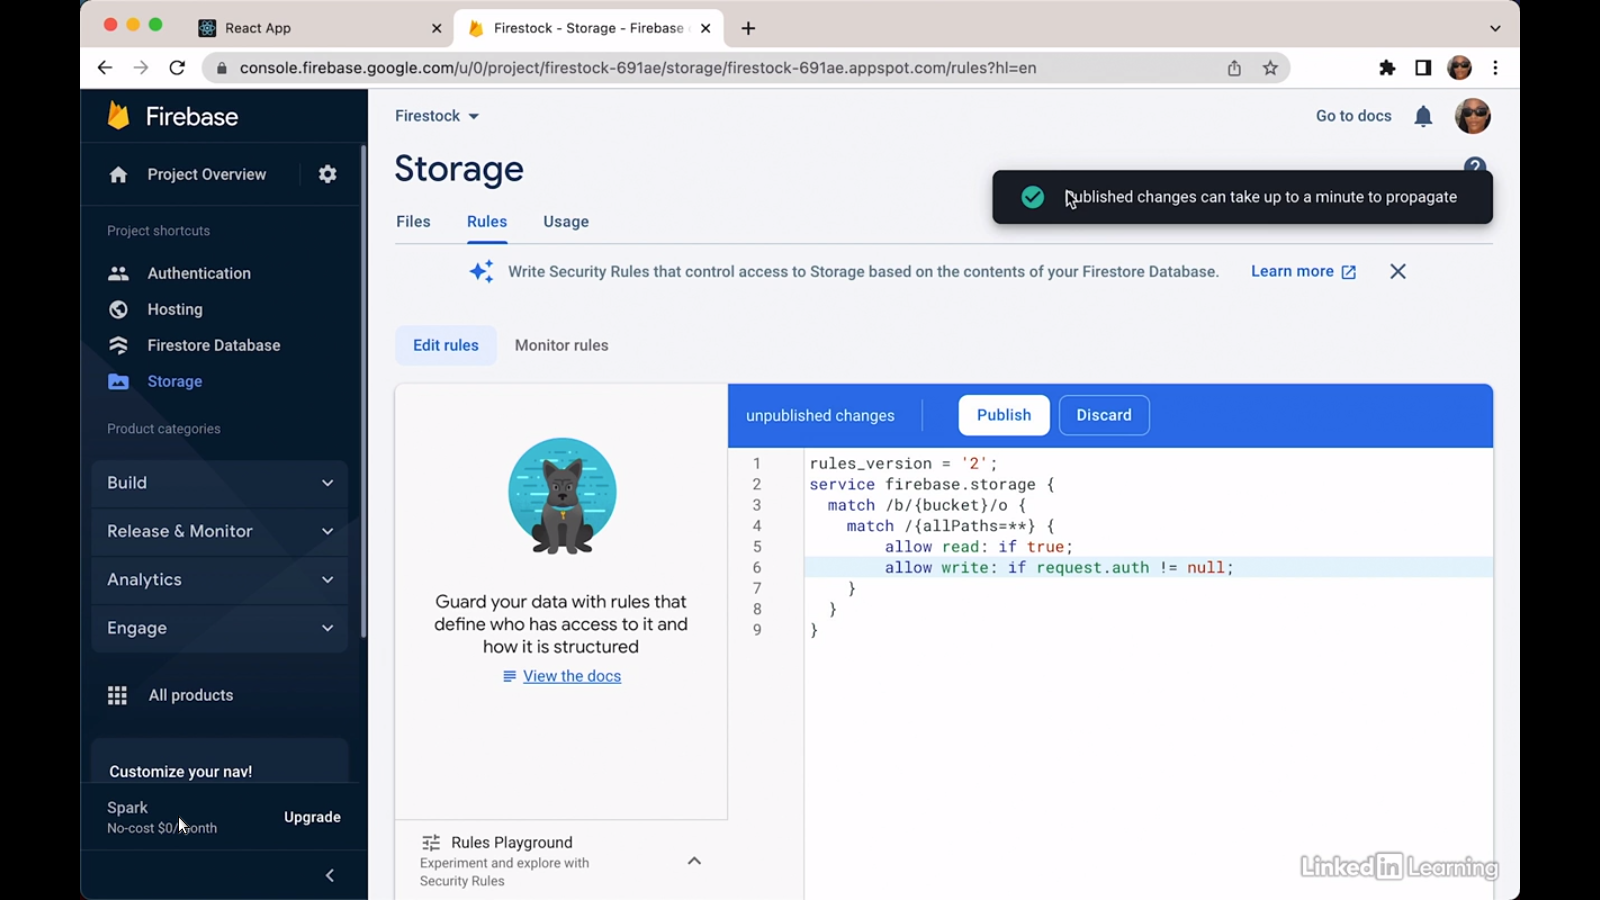 React App
Firestock - Storage - Firebase
console.firebase.google.com/u/0/project/firestock-691ae/storage/firestock-691ae.appspot.com/rules?hl=en
Firebase
Project Overview
Project shortcuts
Authentication
Hosting
Firestore Database
Storage
Product categories
Build
Release & Monitor
Analytics
Engage
All products
Customize your nav!
Spark
No-cost $0/month
Upgrade
Firestock
Go to docs
Storage
?
Published changes can take up to a minute to propagate
Files
Rules
Usage
Write Security Rules that control access to Storage based on the contents of your Firestore Database.
Learn more
Edit rules
Monitor rules
Guard your data with rules that
define who has access to it and
how it is structured
View the docs
Rules Playground
Experiment and explore with
Security Rules
unpublished changes
Publish
Discard
1 rules_version = '2';
2 service firebase.storage {
3 match /b/{bucket}/o {
4 match /{allPaths=**} {
5 allow read: if true;
6 allow write: if request.auth != null;
7 }
8 }
9 }
Linked in Learning